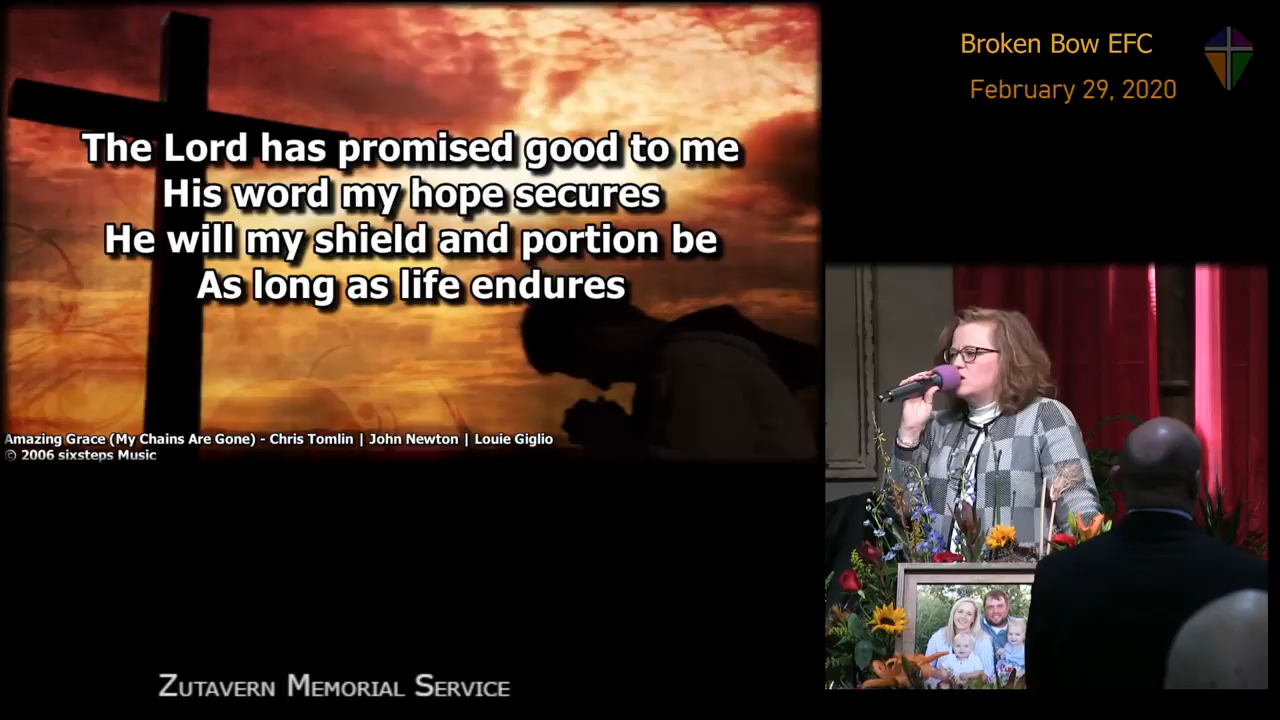 The Lord has promised good to me
His word my hope secures
He will my shield and portion be
As long as life endures
Amazing Grace (My Chains Are Gone) - Chris Tomlin | John Newton | Louie Giglio
© 2006 sixsteps Music
Broken Bow EFC
February 29, 2020
Zutavern Memorial Service